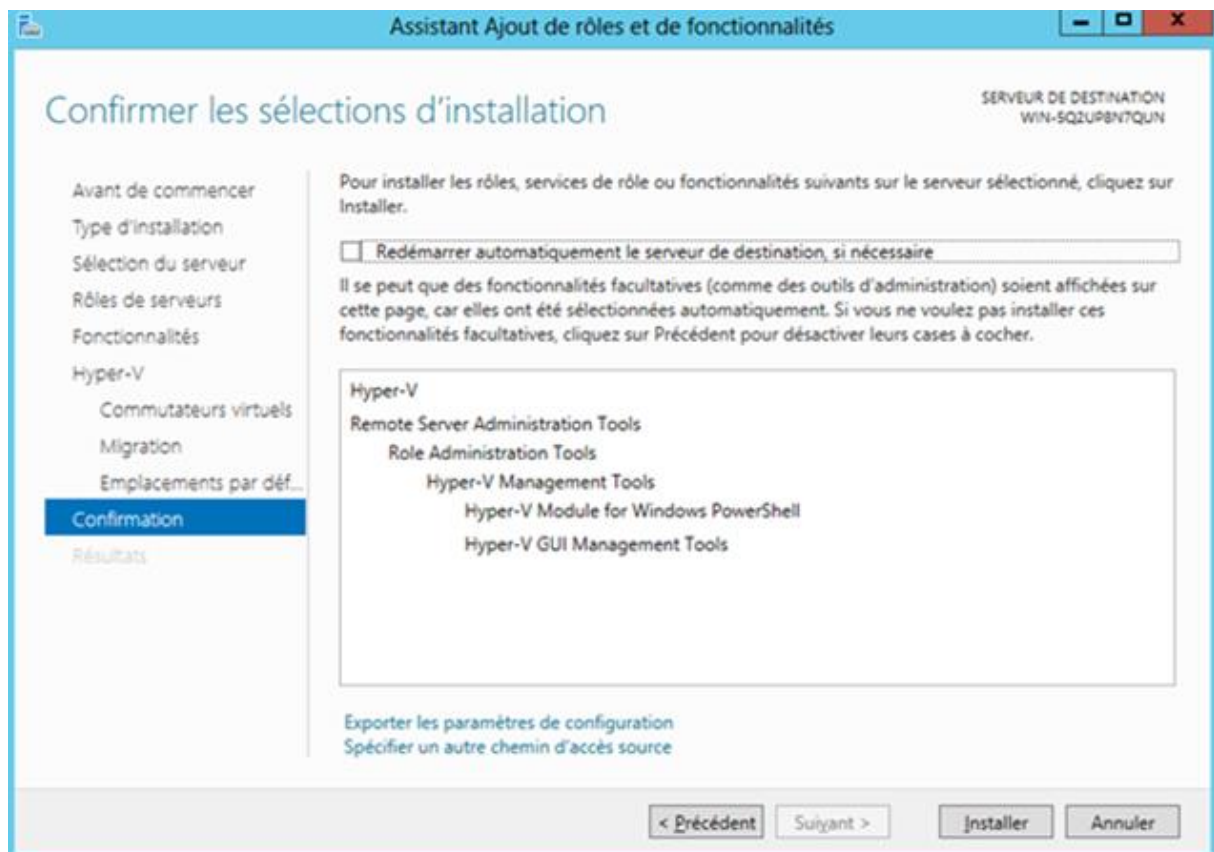 Assistant Ajout de rôles et de fonctionnalités
Confirmer les sélections d'installation
SERVEUR DE DESTINATION
WIN-SQ2UP8N7QUN
Avant de commencer
Type d'installation
Sélection du serveur
Rôles de serveurs
Fonctionnalités
Hyper-V
Commutateurs virtuels
Migration
Emplacements par déf...
Confirmation
Résultats
Pour installer les rôles, services de rôle ou fonctionnalités suivants sur le serveur sélectionné, cliquez sur
Installer.
Redémarrer automatiquement le serveur de destination, si nécessaire
Il se peut que des fonctionnalités facultatives (comme des outils d'administration) soient affichées sur
cette page, car elles ont été sélectionnées automatiquement. Si vous ne voulez pas installer ces
fonctionnalités facultatives, cliquez sur Précédent pour désactiver leurs cases à cocher.
Hyper-V
Remote Server Administration Tools
Role Administration Tools
Hyper-V Management Tools
Hyper-V Module for Windows PowerShell
Hyper-V GUI Management Tools
Exporter les paramètres de configuration
Spécifier un autre chemin d'accès source
< Précédent
Suivant >
Installer
Annuler